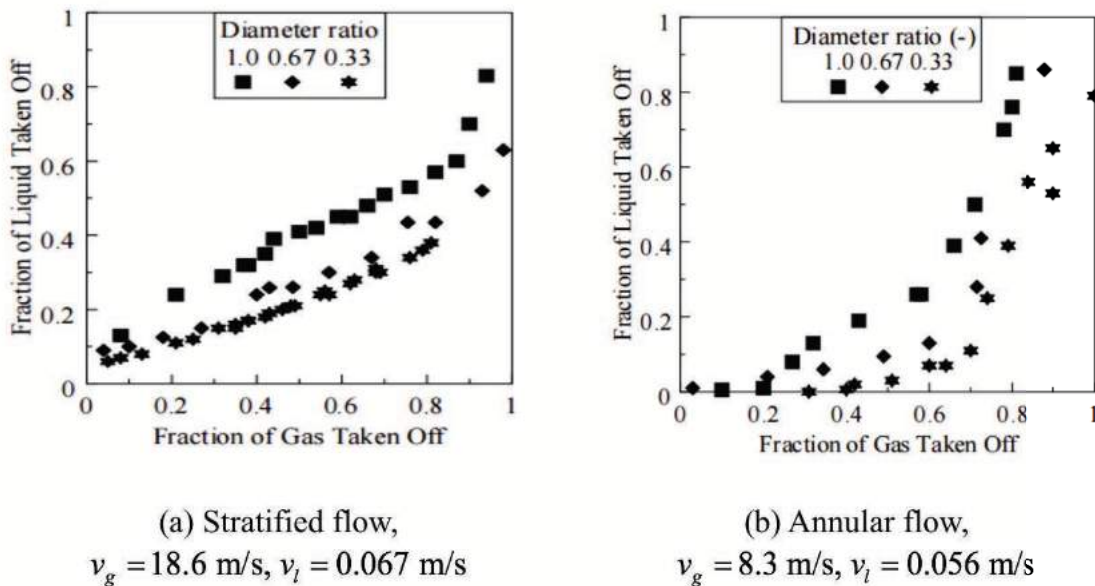 Diameter ratio
1.0 0.67 0.33
Fraction of Liquid Taken Off
1
0.8
0.6
0.4
0.2
0
0 0.2 0.4 0.6 0.8 1
Fraction of Gas Taken Off
(a) Stratified flow,
v_g = 18.6 m/s, v_l = 0.067 m/s
Diameter ratio (-)
1.0 0.67 0.33
Fraction of Liquid Taken Off
1
0.8
0.6
0.4
0.2
0
0 0.2 0.4 0.6 0.8 1
Fraction of Gas Taken Off
(b) Annular flow,
v_g = 8.3 m/s, v_l = 0.056 m/s